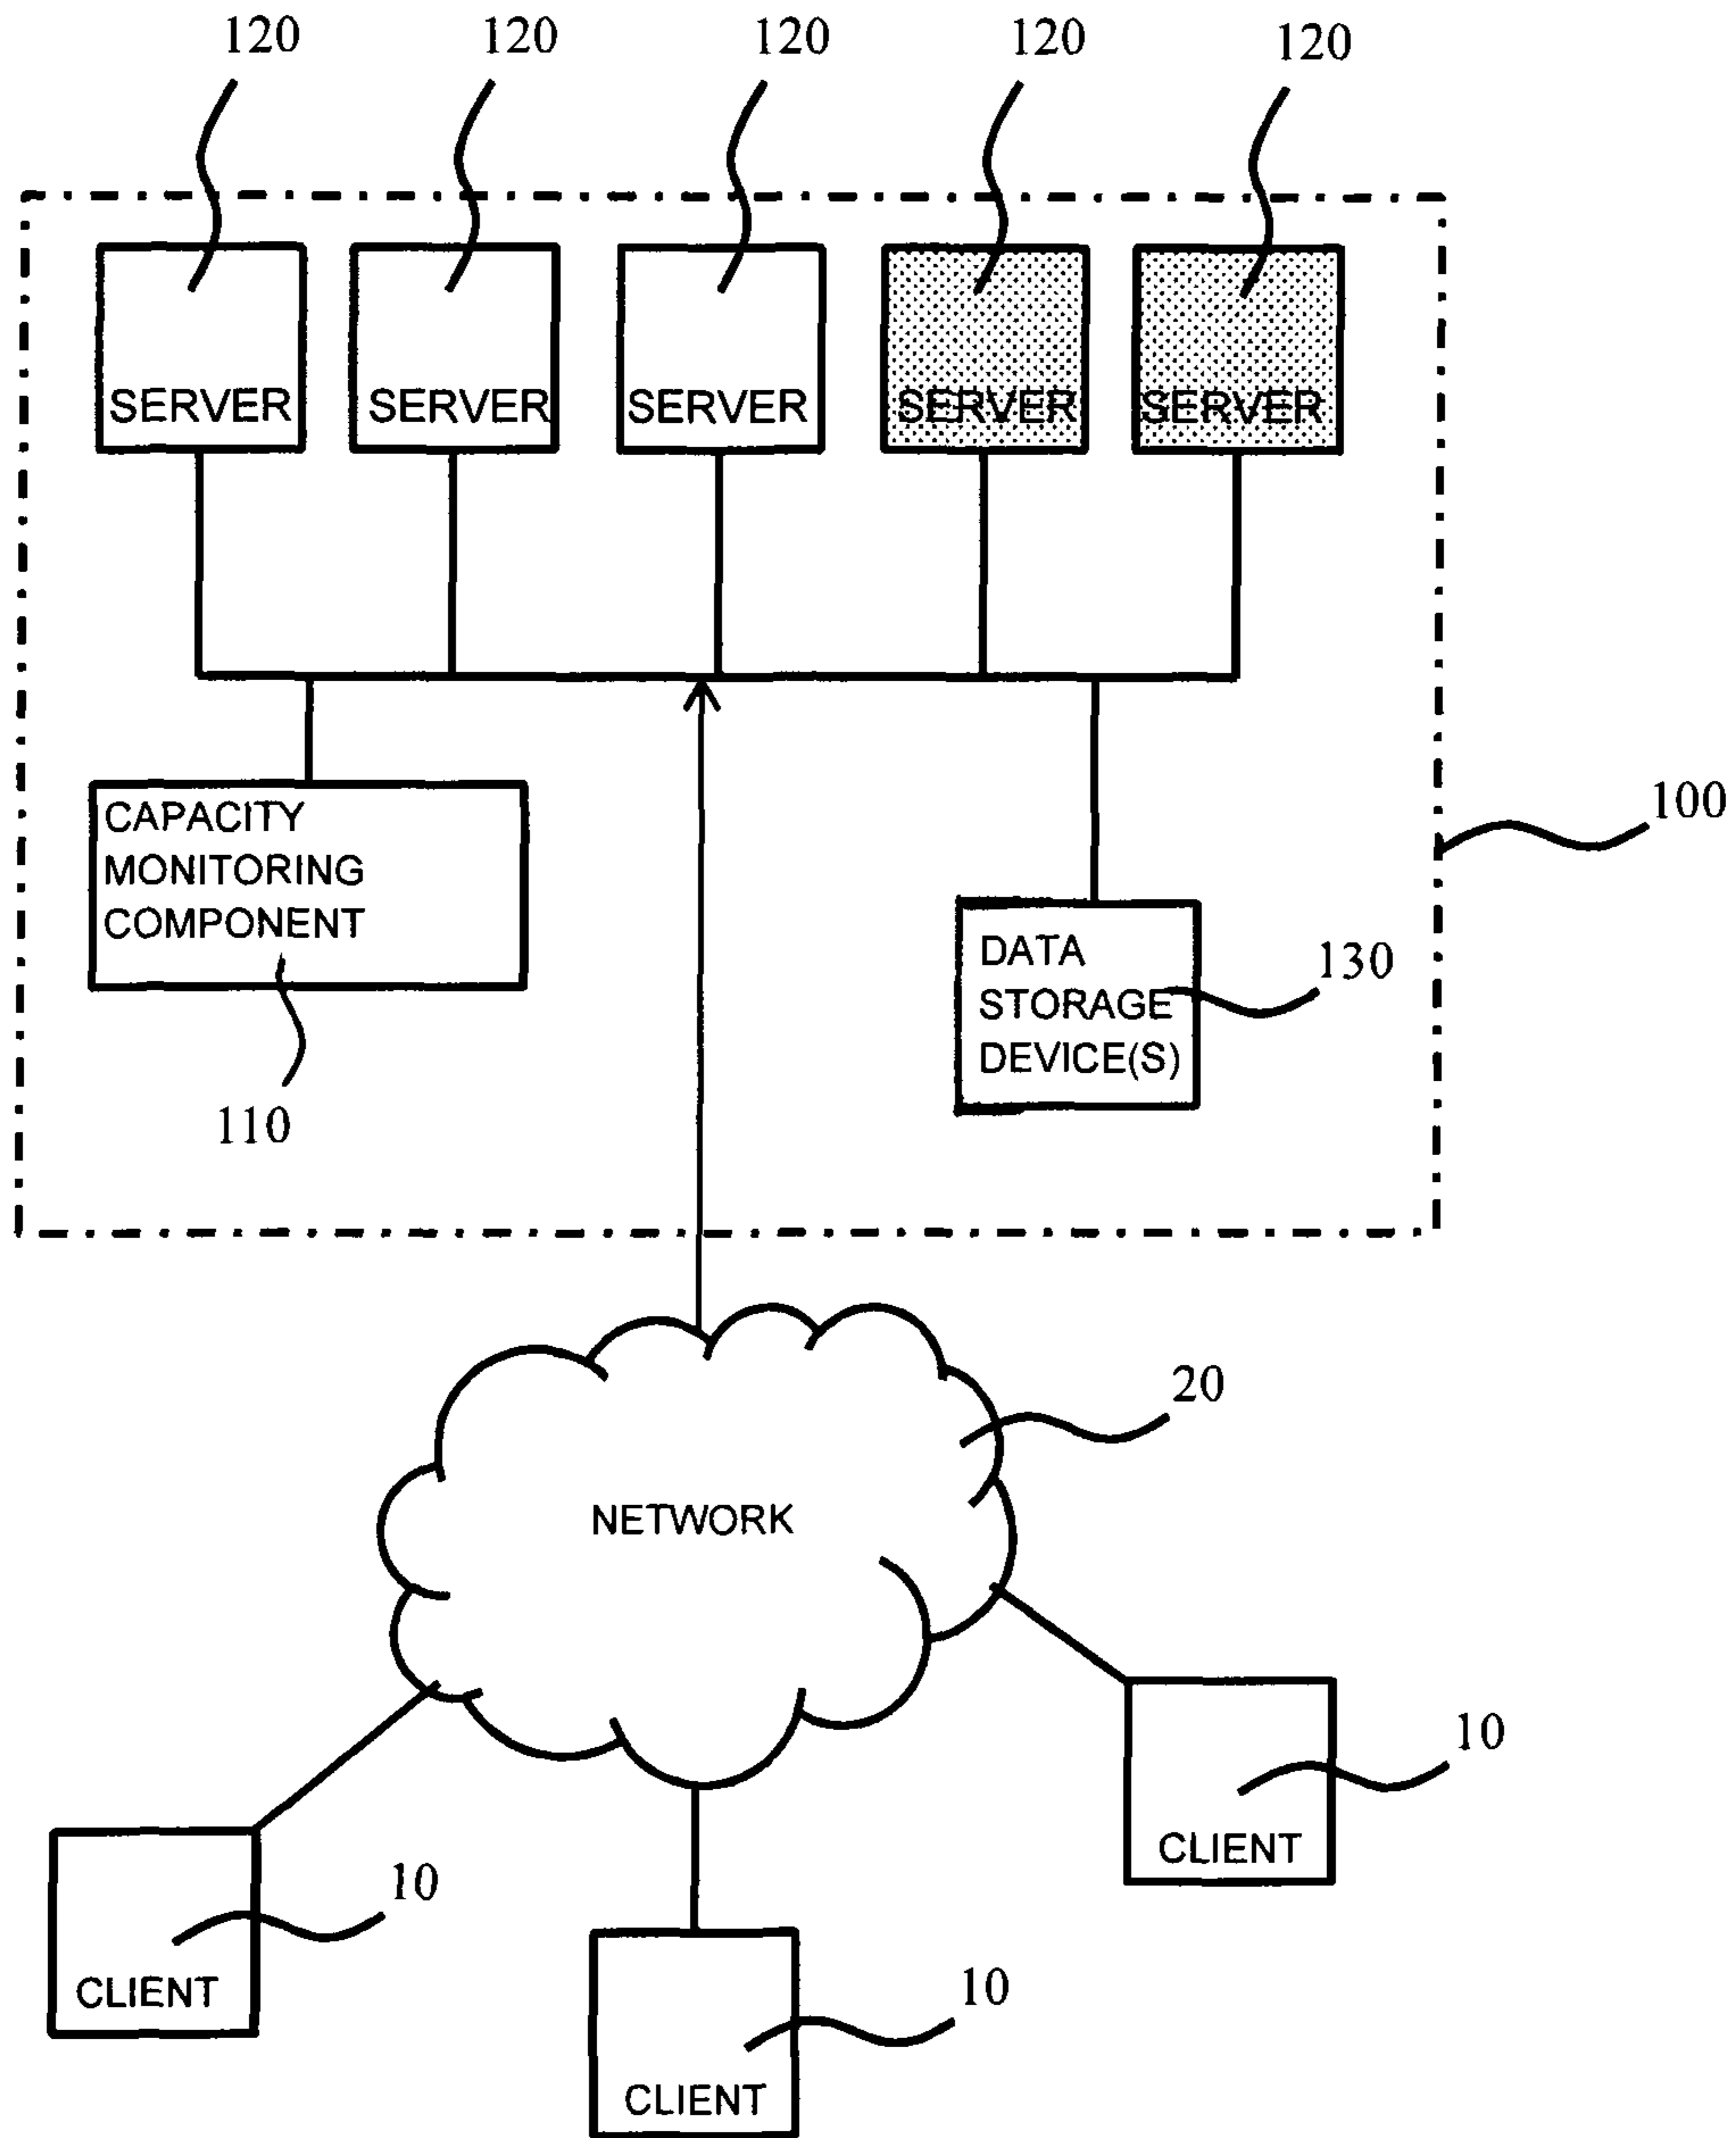 120 120 120 120 120
SERVER SERVER SERVER SERVER SERVER
CAPACITY
MONITORING
COMPONENT
100
DATA
STORAGE
DEVICE(S)
130
110
20
NETWORK
10
CLIENT
10
CLIENT
10
CLIENT